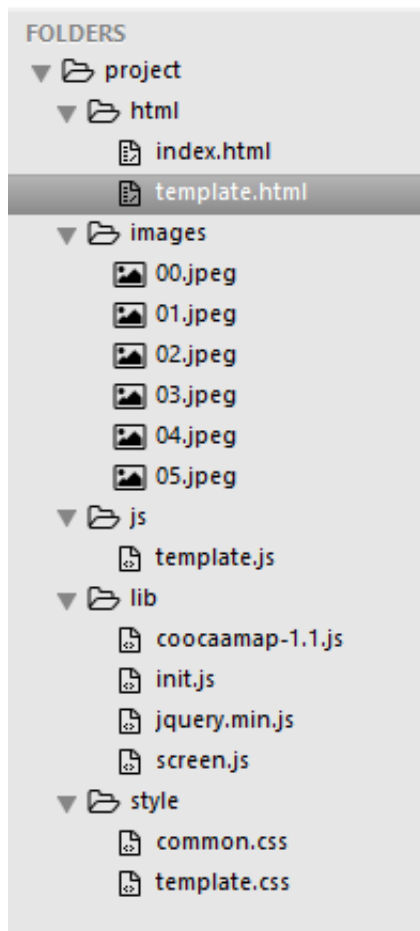 FOLDERS
project
html
index.html
template.html
images
00.jpeg
01.jpeg
02.jpeg
03.jpeg
04.jpeg
05.jpeg
js
template.js
lib
coocaamap-1.1.js
init.js
jquery.min.js
screen.js
style
common.css
template.css